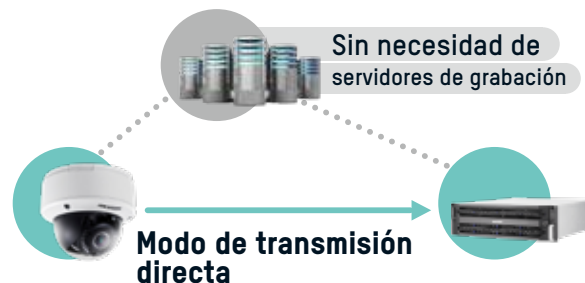 Sin necesidad de
servidores de grabación
Modo de transmisión
directa